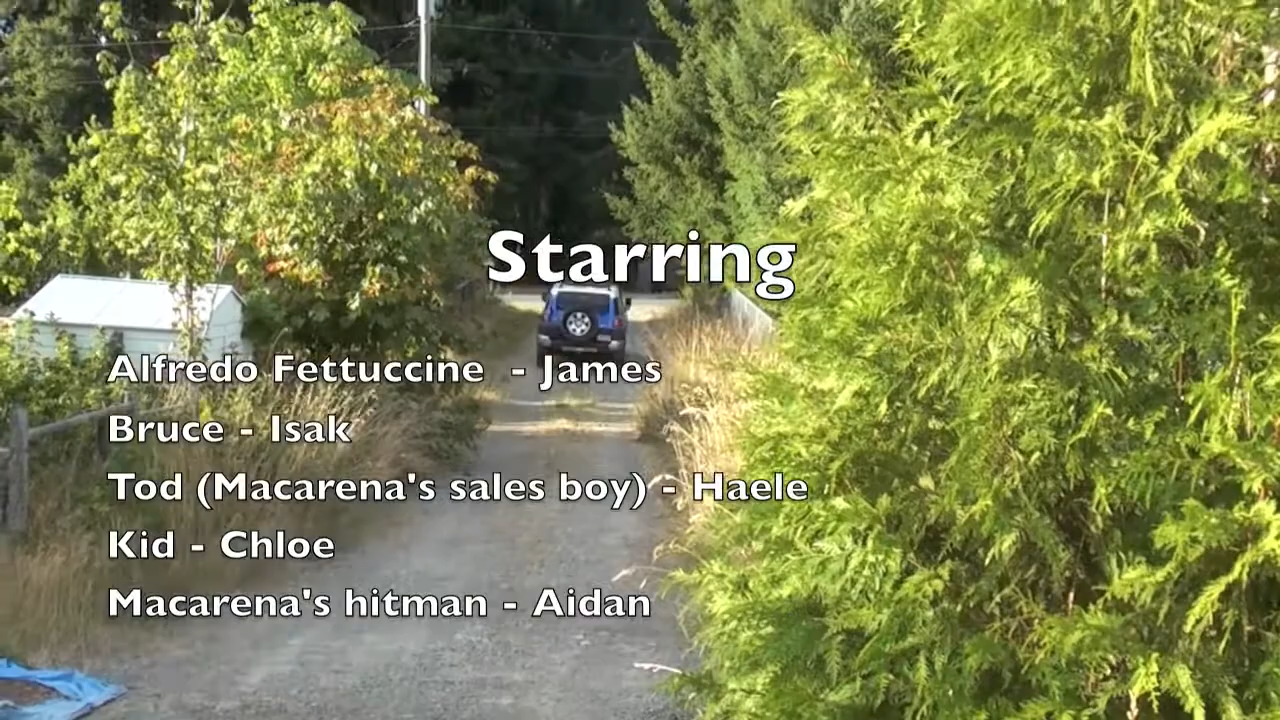 Starring
Alfredo Fettuccine - James
Bruce - Isak
Tod (Macarena's sales boy) - Haele
Kid - Chloe
Macarena's hitman - Aidan